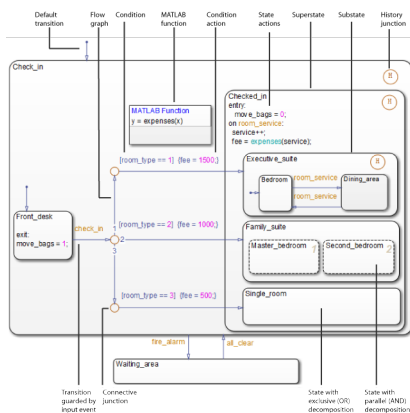 Default
transition
Flow
graph
Condition
MATLAB
function
Condition
action
State
actions
Superstate
Substate
History
junction
Check_in
H
Checked_in
H
entry:
move_bags = 0;
on room_service:
service++;
fee = expenses(service);
MATLAB Function
y = expenses(x)
[room_type == 1] {fee = 1500;}
Executive_suite
H
Bedroom
room_service
Dining_area
room_service
Front_desk
exit:
move_bags = 1;
check_in
1
2
3
[room_type == 2] {fee = 1000;}
Family_suite
Master_bedroom 1
Second_bedroom 2
[room_type == 3] {fee = 500;}
Single_room
fire_alarm
all_clear
Waiting_area
Transition
guarded by
input event
Connective
junction
State with
exclusive (OR)
decomposition
State with
parallel (AND)
decomposition